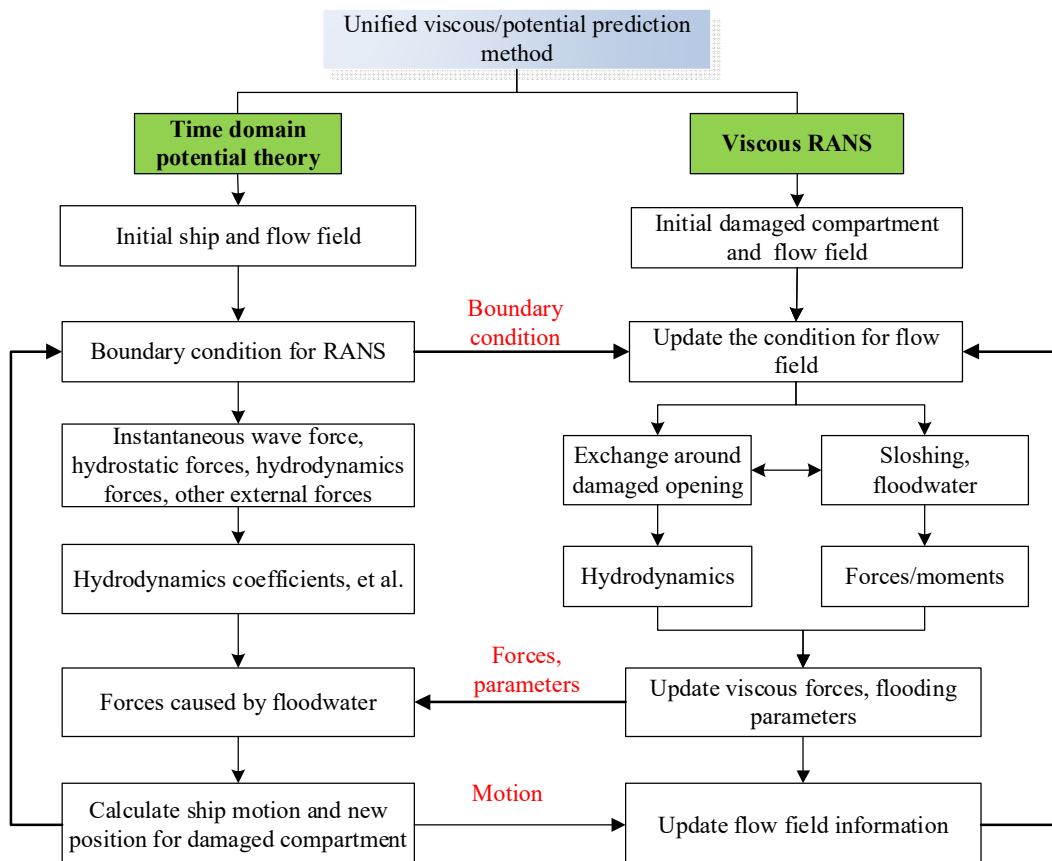 Unified viscous/potential prediction
method
Time domain
potential theory
Viscous RANS
Initial ship and flow field
Initial damaged compartment
and flow field
Boundary
condition
Boundary condition for RANS
Update the condition for flow
field
Instantaneous wave force,
hydrostatic forces, hydrodynamics
forces, other external forces
Exchange around
damaged opening
Sloshing,
floodwater
Hydrodynamics coefficients, et al.
Hydrodynamics
Forces/moments
Forces,
parameters
Forces caused by floodwater
Update viscous forces, flooding
parameters
Calculate ship motion and new
position for damaged compartment
Motion
Update flow field information